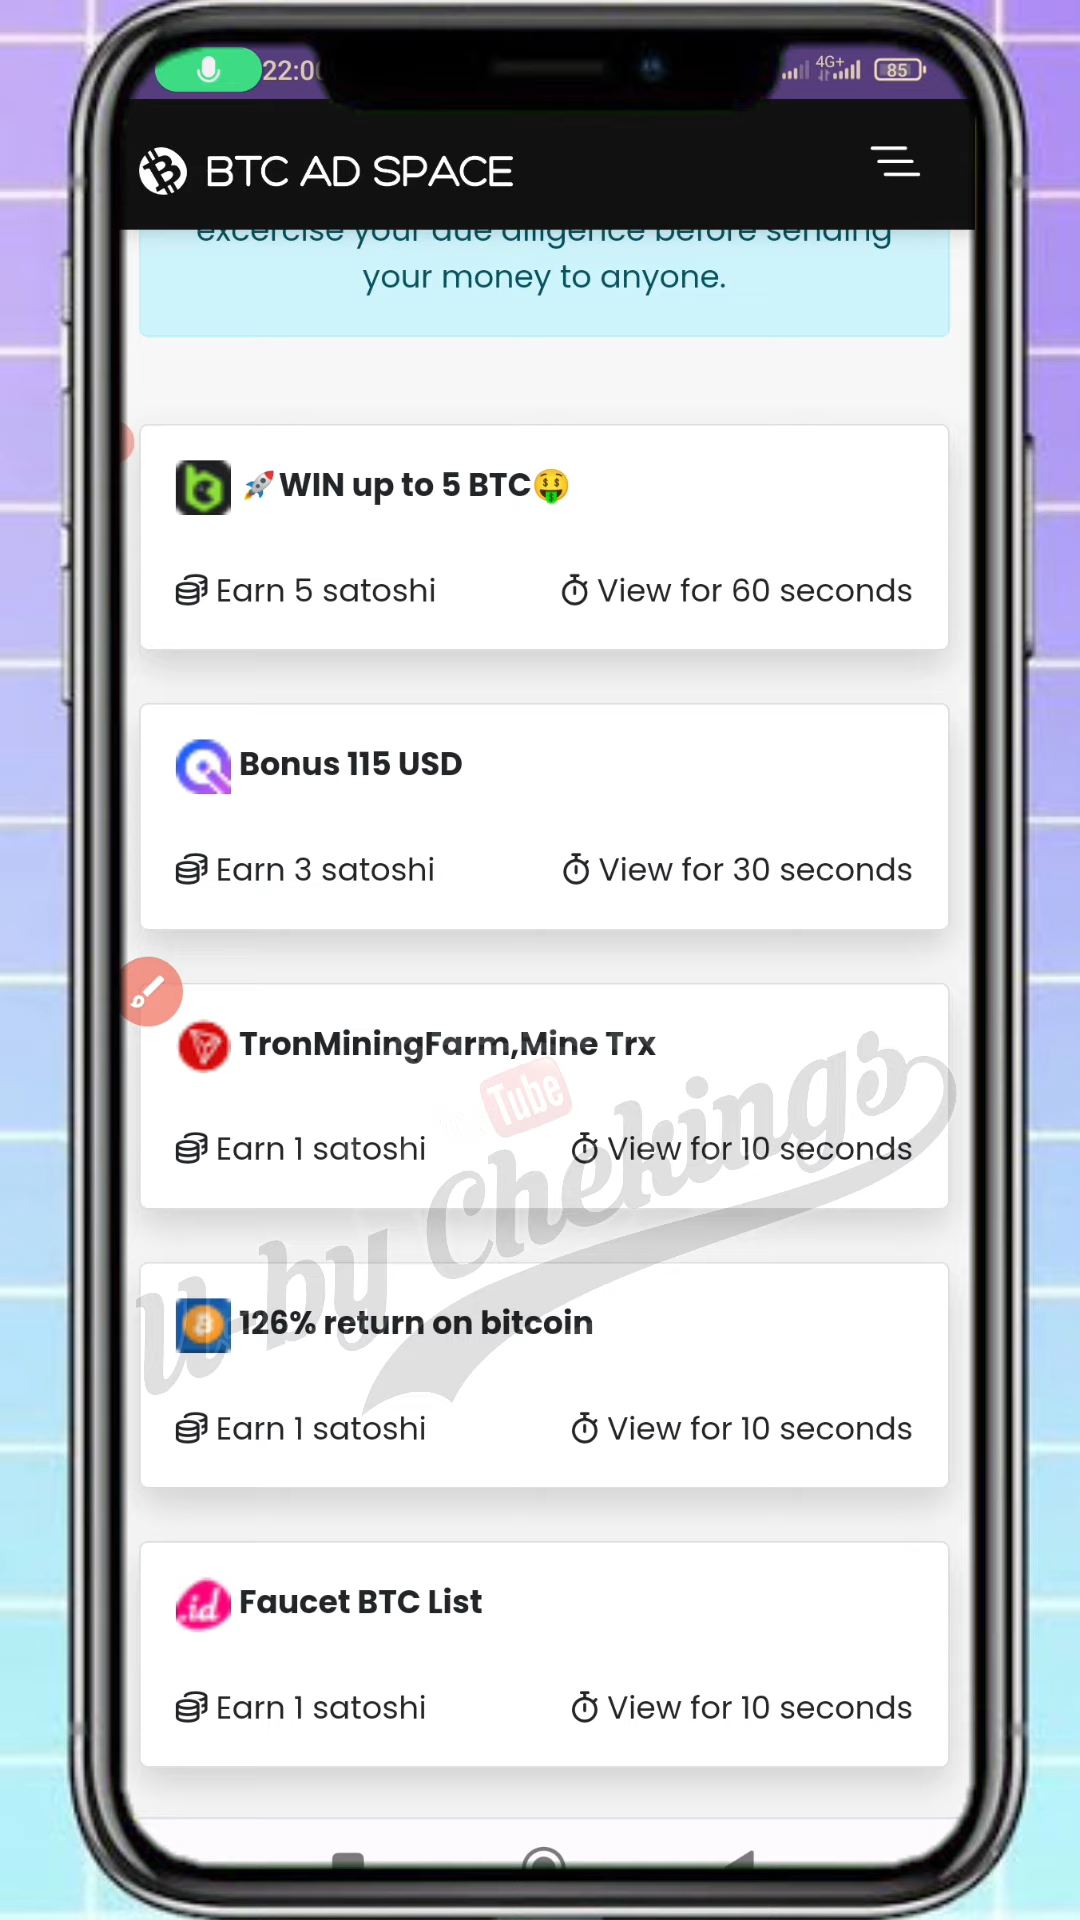 22:0
4G+
85
BTC AD SPACE
excercise your due diligence before sending
your money to anyone.
🚀WIN up to 5 BTC🤑
Earn 5 satoshi
View for 60 seconds
Bonus 115 USD
Earn 3 satoshi
View for 30 seconds
TronMiningFarm,Mine Trx
Tube
Earn 1 satoshi
View for 10 seconds
by Chekings
126% return on bitcoin
Earn 1 satoshi
View for 10 seconds
.id
Faucet BTC List
Earn 1 satoshi
View for 10 seconds